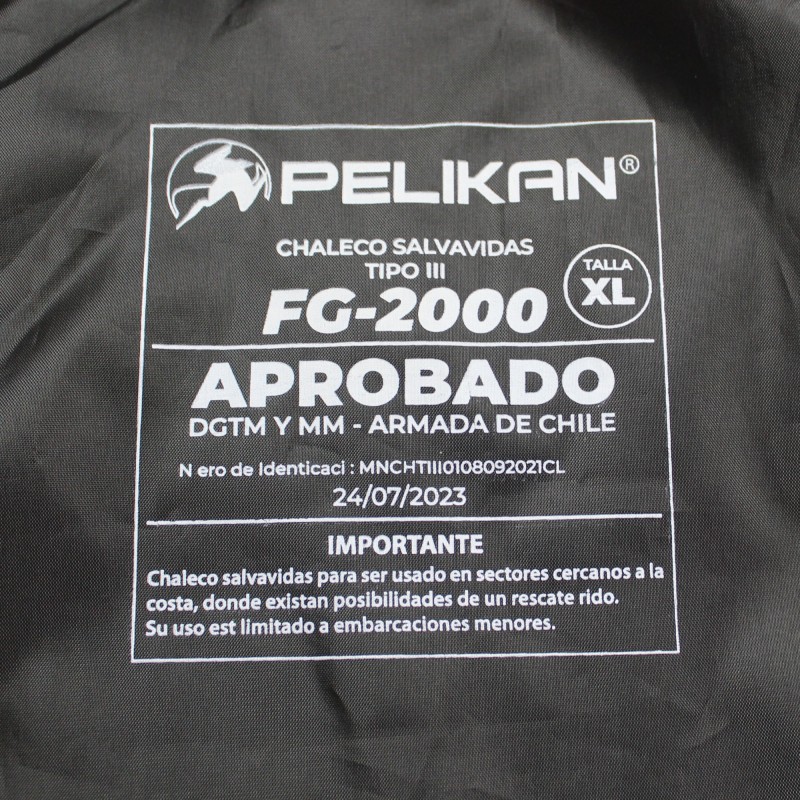 PELIKAN®
CHALECO SALVAVIDAS
TIPO III
FG-2000
TALLA
XL
APROBADO
DGTM Y MM - ARMADA DE CHILE
N ero de Identicaci : MNCHTIII0108092021CL
24/07/2023
IMPORTANTE
Chaleco salvavidas para ser usado en sectores cercanos a la
costa, donde existan posibilidades de un rescate rido.
Su uso est limitado a embarcaciones menores.